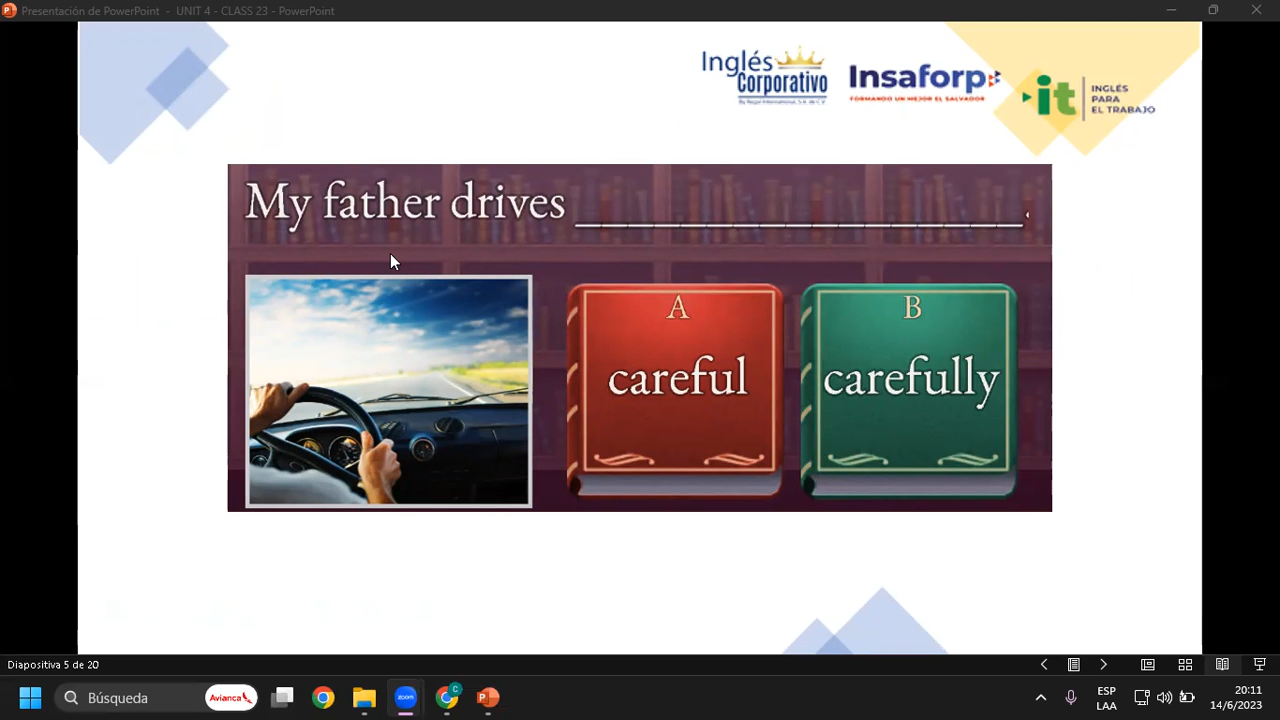 Presentación de PowerPoint - UNIT 4 - CLASS 23 - PowerPoint
Inglés
Corporativo
Insaforp
FORMANDO UN MEJOR EL SALVADOR
it
INGLÉS
PARA
EL TRABAJO
My father drives ________________.
A
careful
B
carefully
Diapositiva 5 de 20
Búsqueda
Avianca
zoom
C
ESP
LAA
20:11
14/6/2023